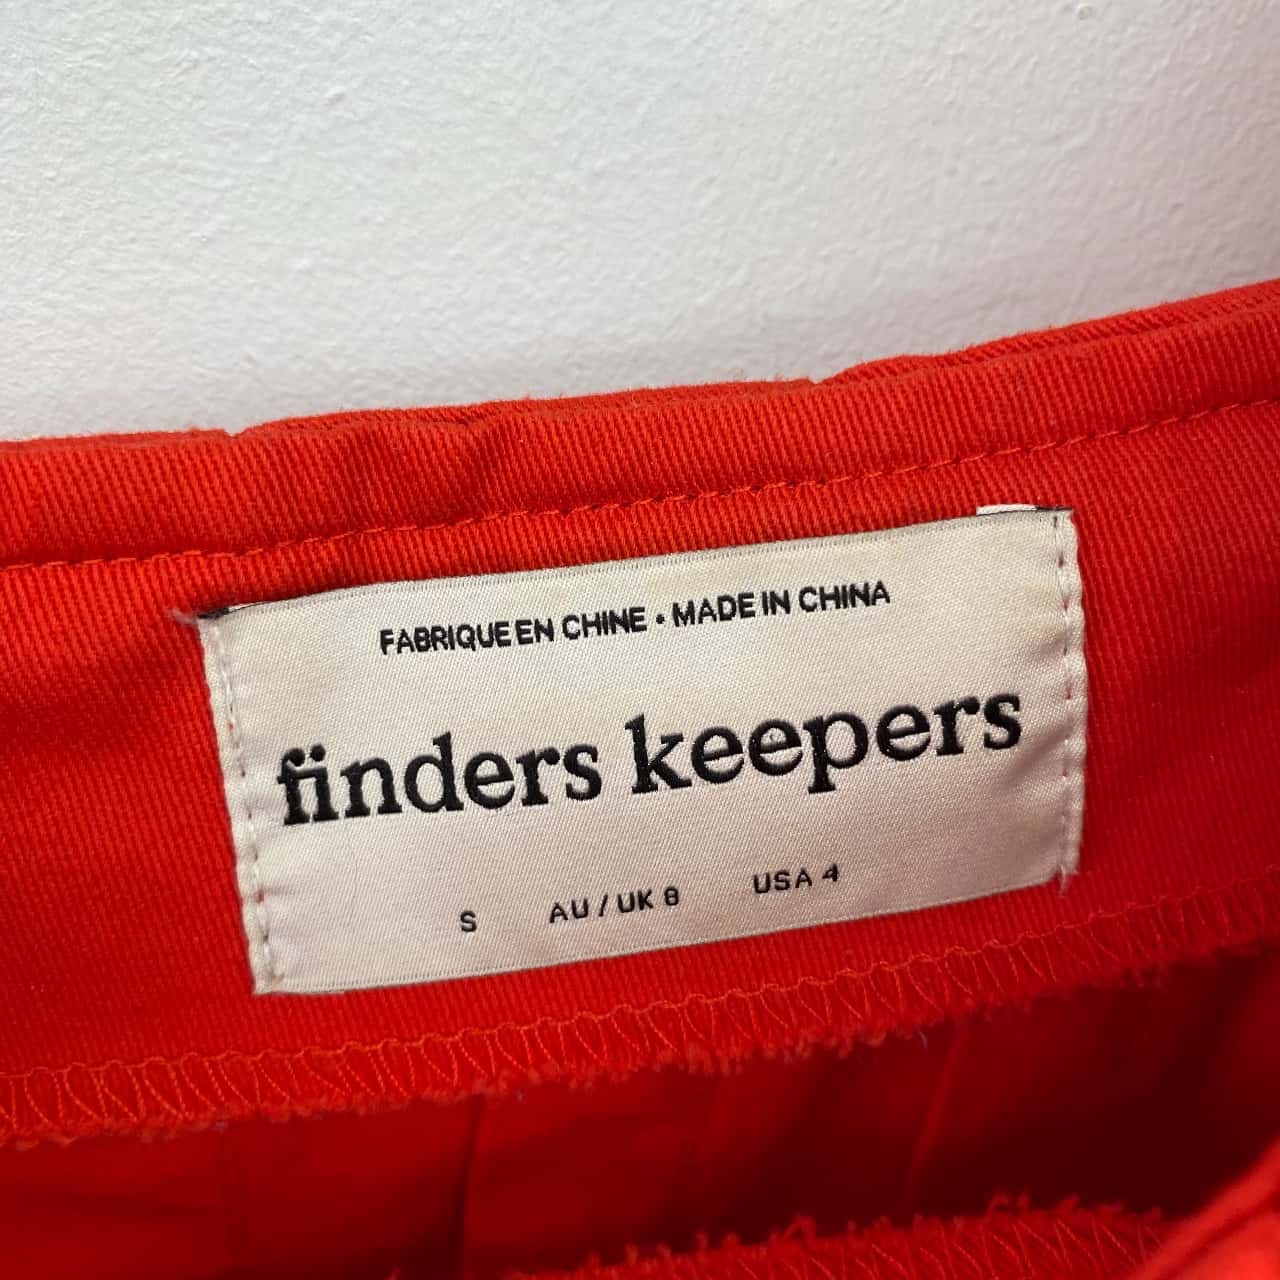 FABRIQUE EN CHINE • MADE IN CHINA
finders keepers
S AU / UK 8 USA 4